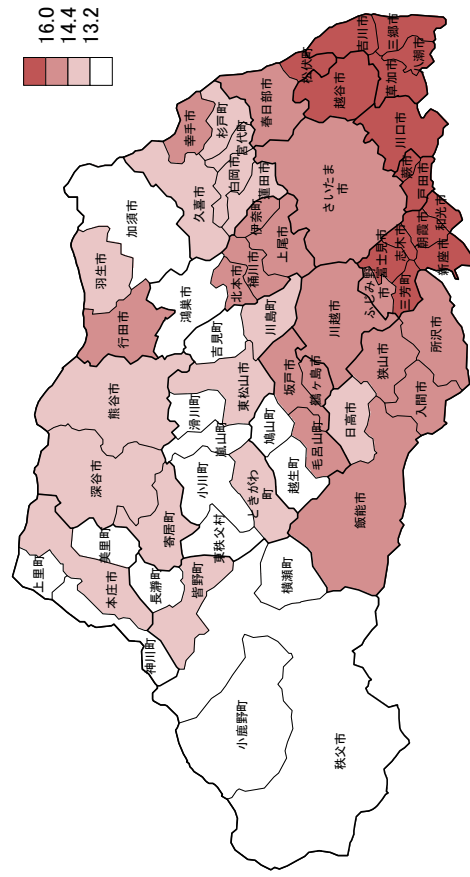 16.0
14.4
13.2
上里町
神川町
本庄市
美里町
深谷市
熊谷市
行田市
羽生市
加須市
長瀞町
皆野町
寄居町
小鹿野町
秩父市
横瀬町
東秩父村
小川町
嵐山町
滑川町
ときがわ
町
東松山市
吉見町
鴻巣市
久喜市
幸手市
杉戸町
宮代町
白岡市
蓮田市
春日部市
伊奈町
北本市
桶川市
上尾市
川島町
鳩山町
越生町
毛呂山町
坂戸市
鶴ヶ島市
日高市
飯能市
川越市
さいたま
市
松伏町
越谷市
吉川市
三郷市
八潮市
草加市
川口市
蕨市
戸田市
和光市
朝霞市
新座市
志木市
富士見市
ふじみ野
市
三芳町
狭山市
入間市
所沢市